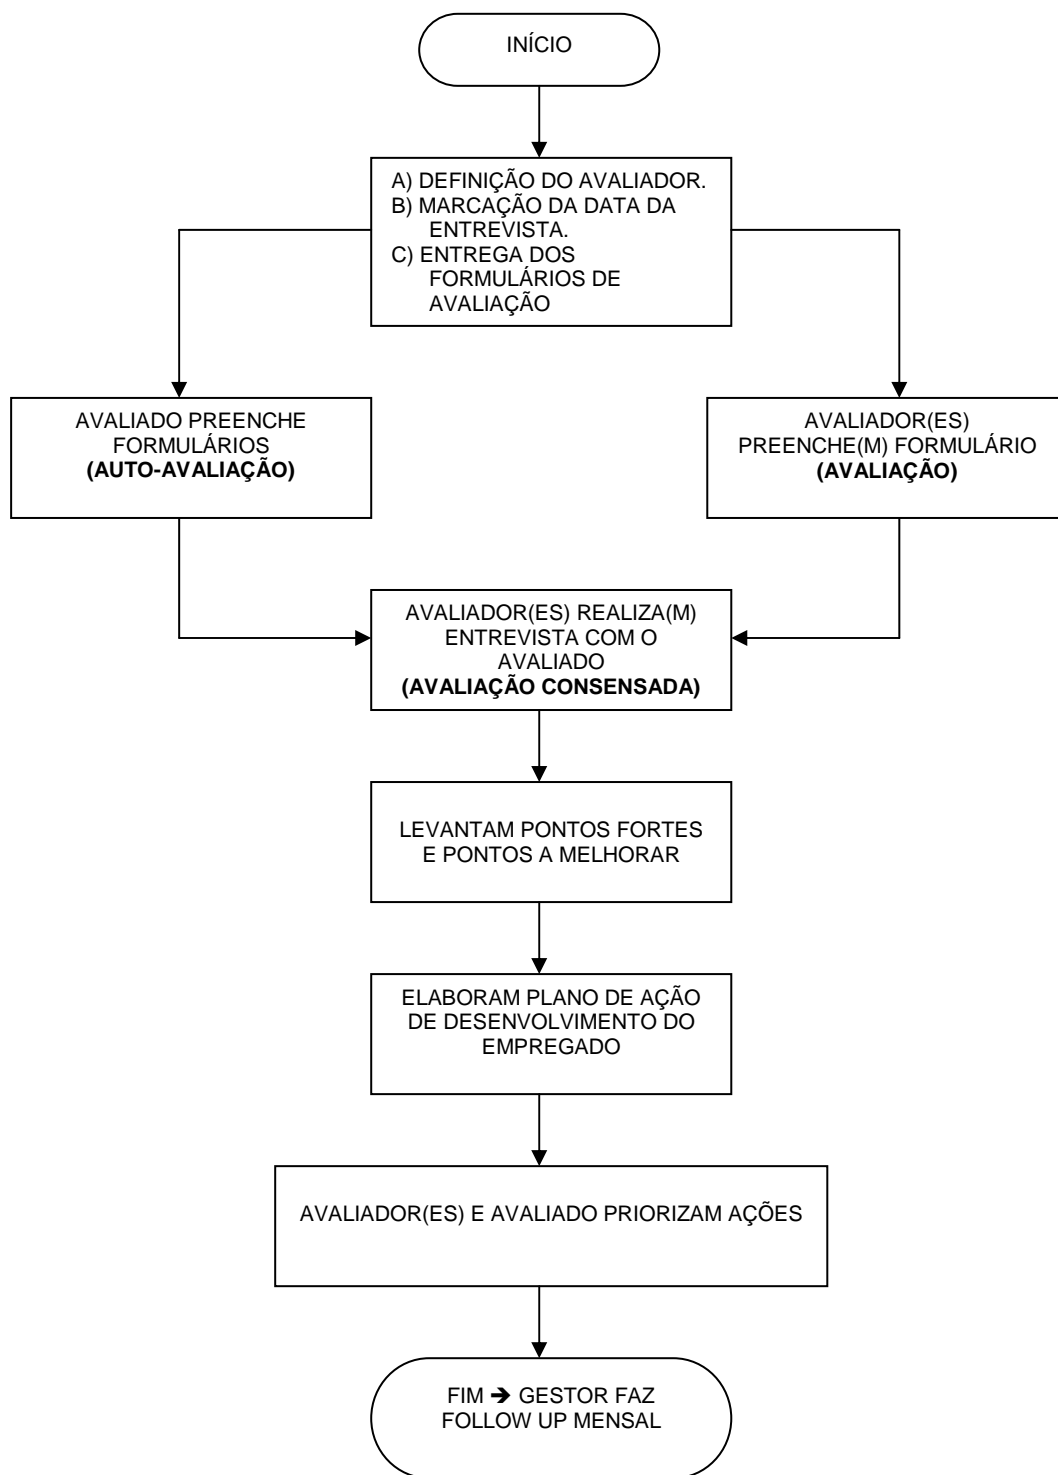 INÍCIO
A) DEFINIÇÃO DO AVALIADOR.
B) MARCAÇÃO DA DATA DA
ENTREVISTA.
C) ENTREGA DOS
FORMULÁRIOS DE
AVALIAÇÃO
AVALIADO PREENCHE
FORMULÁRIOS
(AUTO-AVALIAÇÃO)
AVALIADOR(ES)
PREENCHE(M) FORMULÁRIO
(AVALIAÇÃO)
AVALIADOR(ES) REALIZA(M)
ENTREVISTA COM O
AVALIADO
(AVALIAÇÃO CONSENSADA)
LEVANTAM PONTOS FORTES
E PONTOS A MELHORAR
ELABORAM PLANO DE AÇÃO
DE DESENVOLVIMENTO DO
EMPREGADO
AVALIADOR(ES) E AVALIADO PRIORIZAM AÇÕES
FIM ➔ GESTOR FAZ
FOLLOW UP MENSAL